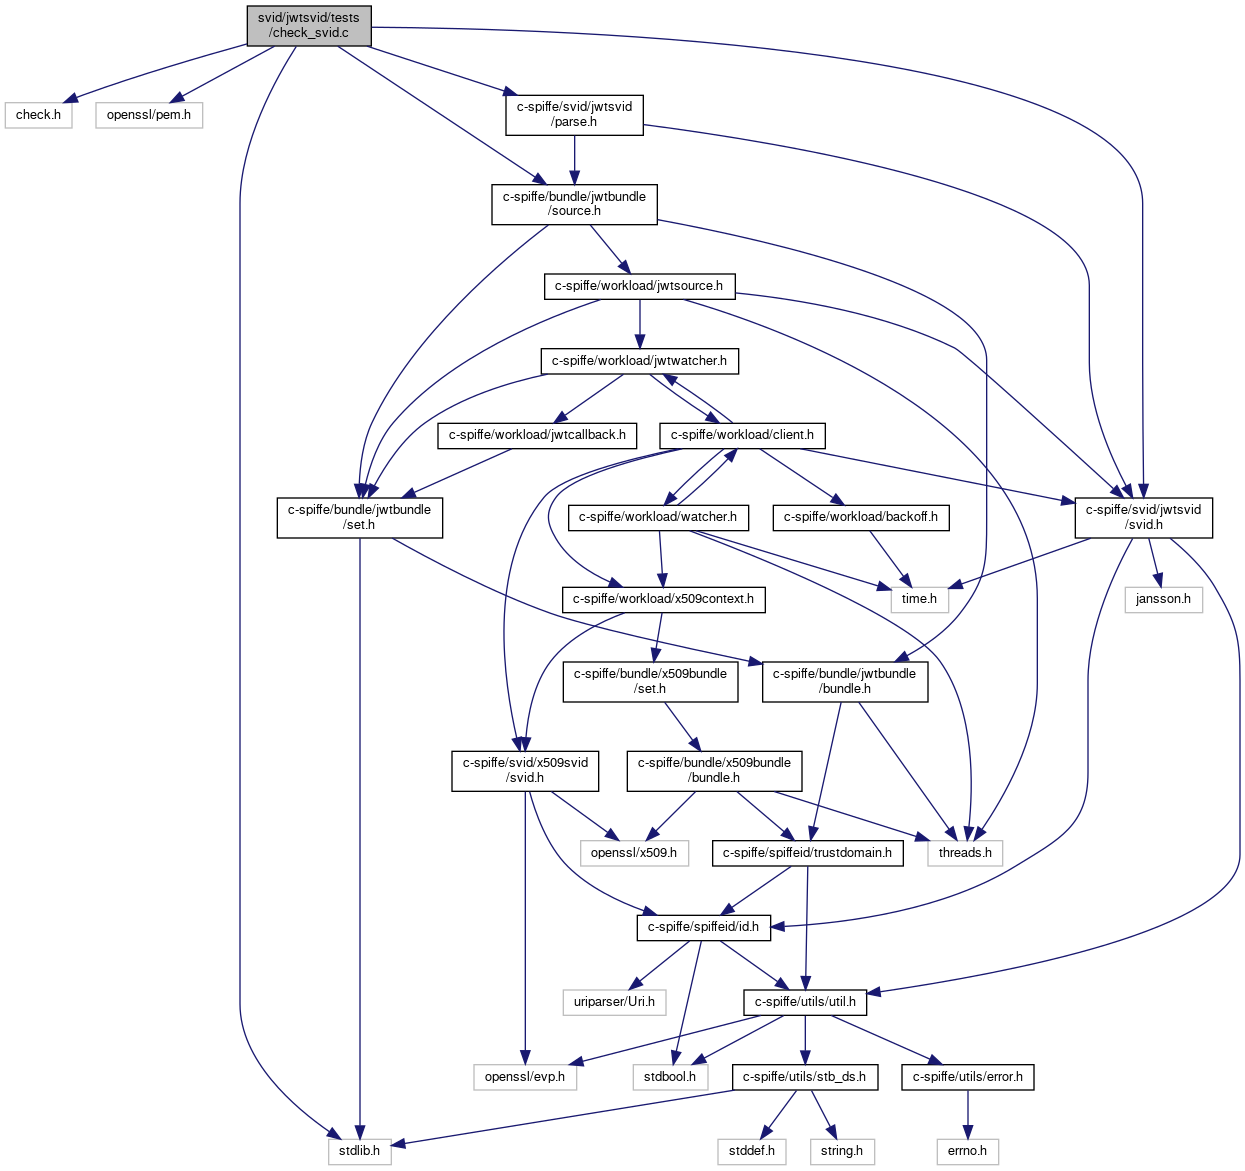 svid/jwtsvid/tests
/check_svid.c
check.h
openssl/pem.h
c-spiffe/svid/jwtsvid
/parse.h
c-spiffe/bundle/jwtbundle
/source.h
c-spiffe/workload/jwtsource.h
c-spiffe/workload/jwtwatcher.h
c-spiffe/workload/jwtcallback.h
c-spiffe/workload/client.h
c-spiffe/bundle/jwtbundle
/set.h
c-spiffe/workload/watcher.h
c-spiffe/workload/backoff.h
c-spiffe/svid/jwtsvid
/svid.h
c-spiffe/workload/x509context.h
time.h
jansson.h
c-spiffe/bundle/x509bundle
/set.h
c-spiffe/bundle/jwtbundle
/bundle.h
c-spiffe/svid/x509svid
/svid.h
c-spiffe/bundle/x509bundle
/bundle.h
openssl/x509.h
c-spiffe/spiffeid/trustdomain.h
threads.h
c-spiffe/spiffeid/id.h
uriparser/Uri.h
c-spiffe/utils/util.h
openssl/evp.h
stdbool.h
c-spiffe/utils/stb_ds.h
c-spiffe/utils/error.h
stdlib.h
stddef.h
string.h
errno.h